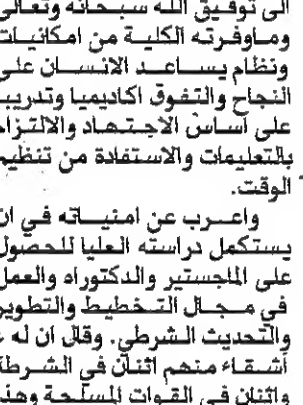 الى توفيق الله سبحانه وتعالى
وماوفرته الكلية من امكانيات
ونظام يساعد الانسان على
النجاح والتفوق اكاديميا وتدريبيا
على اساس الاجتهاد والالتزام
بالتعليمات والاستفادة من تنظيم
الوقت.
واعرب عن امنياته في ان
يستكمل دراسته العليا للحصول
على الماجستير والدكتوراه والعمل
في مجال التخطيط والتطوير
والتحديث الشرطي. وقال ان له
أشقاء منهم اثنان في الشرطة
واثنان في القوات المسلحة وهذ